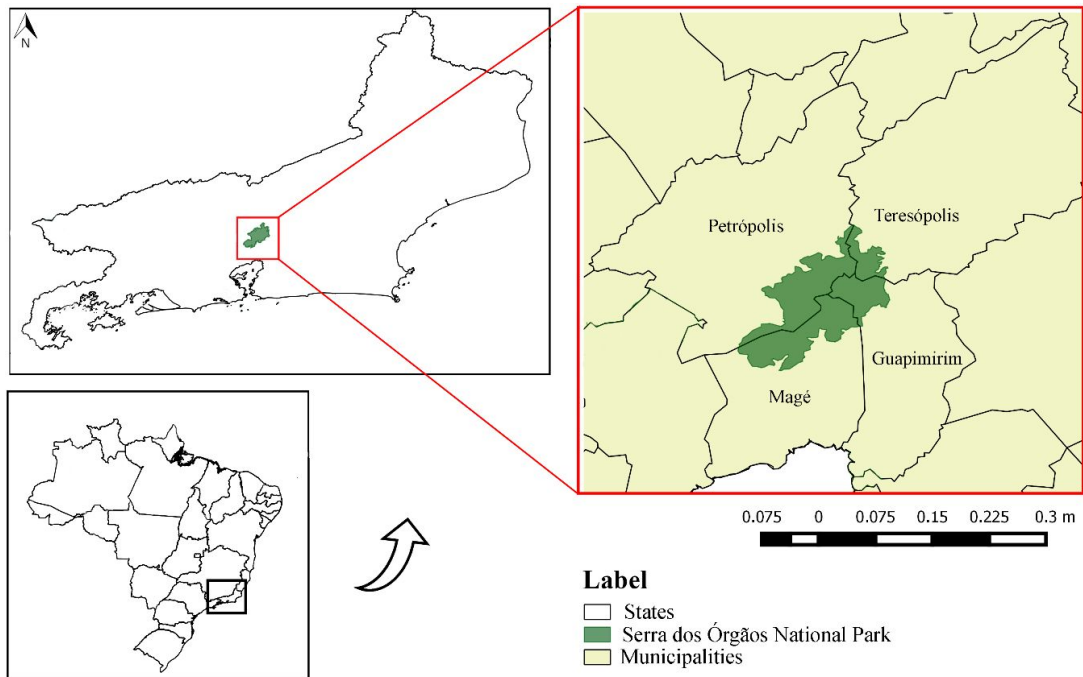 N
Petrópolis
Teresópolis
Guapimirim
Magé
0.075 0 0.075 0.15 0.225 0.3 m
Label
States
Serra dos Órgãos National Park
Municipalities